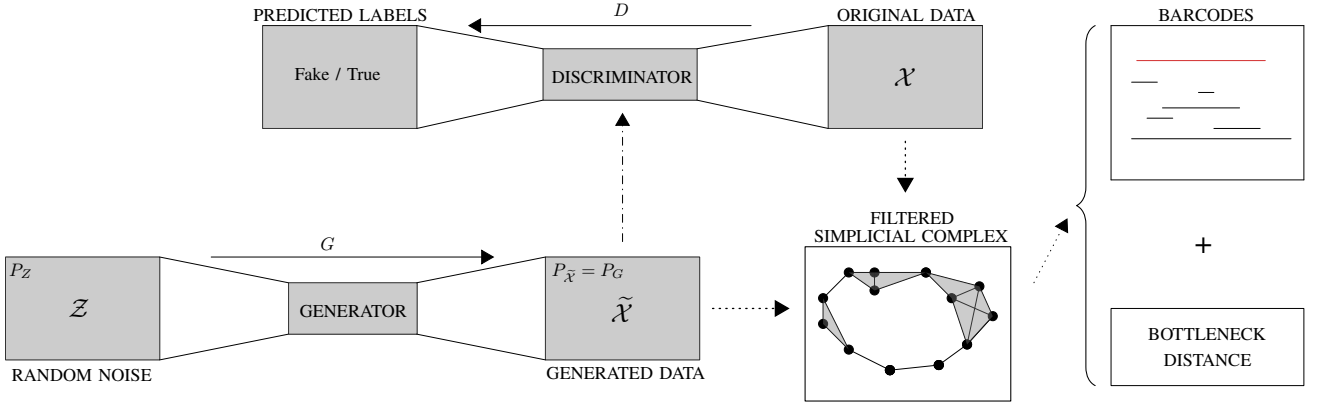 PREDICTED LABELS
D
ORIGINAL DATA
BARCODES
Fake / True
DISCRIMINATOR
𝒳
FILTERED
SIMPLICIAL COMPLEX
+
G
P_Z
𝒵
GENERATOR
P_𝒳̃ = P_G
𝒳̃
BOTTLENECK
DISTANCE
RANDOM NOISE
GENERATED DATA